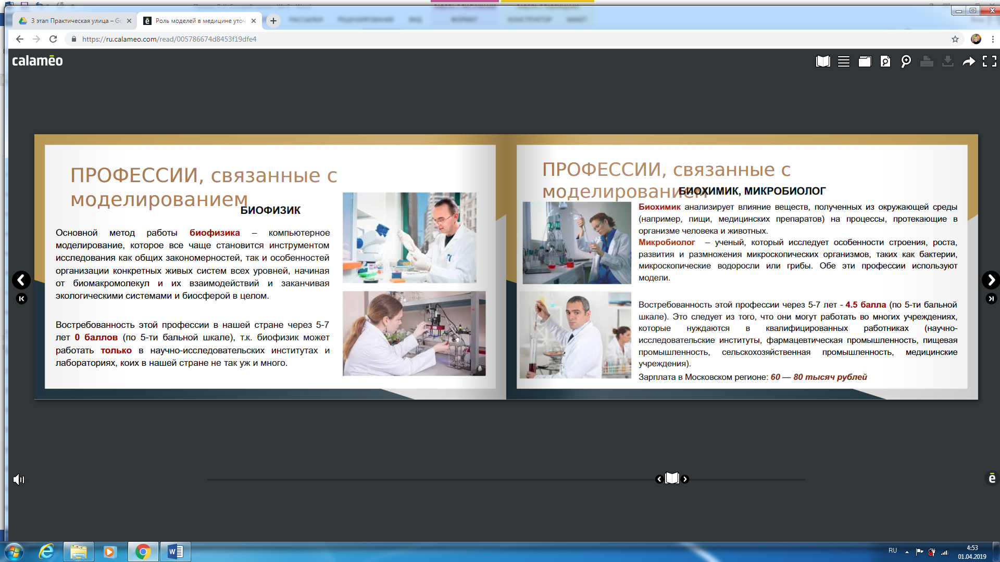 3 этап Практическая улица – Go
Роль моделей в медицине уточ
РАССЫЛКИ
РЕЦЕНЗИРОВАНИЕ
ВИД
ФОРМАТ
КОНСТРУКТОР
МАКЕТ
https://ru.calameo.com/read/005786674d8453f19dfe4
calamēo
ПРОФЕССИИ, связанные с
моделированием
БИОФИЗИК
Основной метод работы биофизика – компьютерное
моделирование, которое все чаще становится инструментом
исследования как общих закономерностей, так и особенностей
организации конкретных живых систем всех уровней, начиная
от биомакромолекул и их взаимодействий и заканчивая
экологическими системами и биосферой в целом.
Востребованность этой профессии в нашей стране через 5-7
лет 0 баллов (по 5-ти бальной шкале), т.к. биофизик может
работать только в научно-исследовательских институтах и
лабораториях, коих в нашей стране не так уж и много.
ПРОФЕССИИ, связанные с
моделированием
БИОХИМИК, МИКРОБИОЛОГ
Биохимик анализирует влияние веществ, полученных из окружающей среды
(например, пищи, медицинских препаратов) на процессы, протекающие в
организме человека и животных.
Микробиолог – ученый, который исследует особенности строения, роста,
развития и размножения микроскопических организмов, таких как бактерии,
микроскопические водоросли или грибы. Обе эти профессии используют
модели.
Востребованность этой профессии через 5-7 лет - 4.5 балла (по 5-ти бальной
шкале). Это следует из того, что они могут работать во многих учреждениях,
которые нуждаются в квалифицированных работниках (научно-
исследовательские институты, фармацевтическая промышленность, пищевая
промышленность, сельскохозяйственная промышленность, медицинские
учреждения).
Зарплата в Московском регионе: 60 — 80 тысяч рублей
ē
RU
4:53
01.04.2019